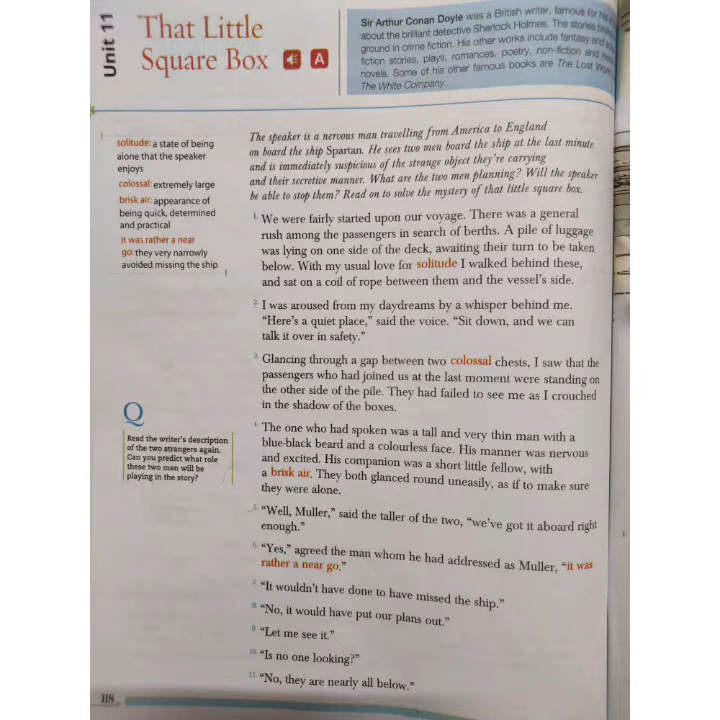 Unit 11
That Little
Square Box
A
Sir Arthur Conan Doyle was a British writer, famous for his
about the brilliant detective Sherlock Holmes. The stories
ground in crime fiction. His other works include fantasy and
fiction stories, plays, romances, poetry, non-fiction and
novels. Some of his other famous books are The Lost
The White Company.
solitude: a state of being
alone that the speaker
enjoys
colossal: extremely large
brisk air: appearance of
being quick, determined
and practical
it was rather a near
go: they very narrowly
avoided missing the ship
The speaker is a nervous man travelling from America to England
on board the ship Spartan. He sees two men board the ship at the last minute
and is immediately suspicious of the strange object they're carrying
and their secretive manner. What are the two men planning? Will the speaker
be able to stop them? Read on to solve the mystery of that little square box.
1. We were fairly started upon our voyage. There was a general
rush among the passengers in search of berths. A pile of luggage
was lying on one side of the deck, awaiting their turn to be taken
below. With my usual love for solitude I walked behind these,
and sat on a coil of rope between them and the vessel's side.
2. I was aroused from my daydreams by a whisper behind me.
"Here's a quiet place," said the voice. "Sit down, and we can
talk it over in safety."
3. Glancing through a gap between two colossal chests, I saw that the
passengers who had joined us at the last moment were standing on
the other side of the pile. They had failed to see me as I crouched
in the shadow of the boxes.
Q
Read the writer's description
of the two strangers again.
Can you predict what role
these two men will be
playing in the story?
4. The one who had spoken was a tall and very thin man with a
blue-black beard and a colourless face. His manner was nervous
and excited. His companion was a short little fellow, with
a brisk air. They both glanced round uneasily, as if to make sure
they were alone.
5. "Well, Muller," said the taller of the two, "we've got it aboard right
enough."
6. "Yes," agreed the man whom he had addressed as Muller, "it was
rather a near go."
7. "It wouldn't have done to have missed the ship."
8. "No, it would have put our plans out."
9. "Let me see it."
10. "Is no one looking?"
11. "No, they are nearly all below."
118